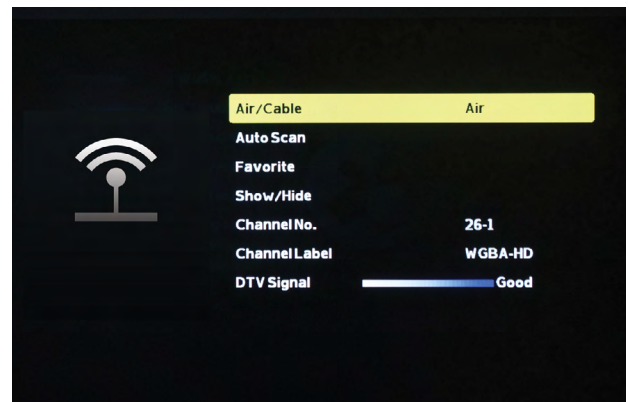 Air/Cable Air
Auto Scan
Favorite
Show/Hide
Channel No. 26-1
Channel Label WGBA-HD
DTV Signal Good